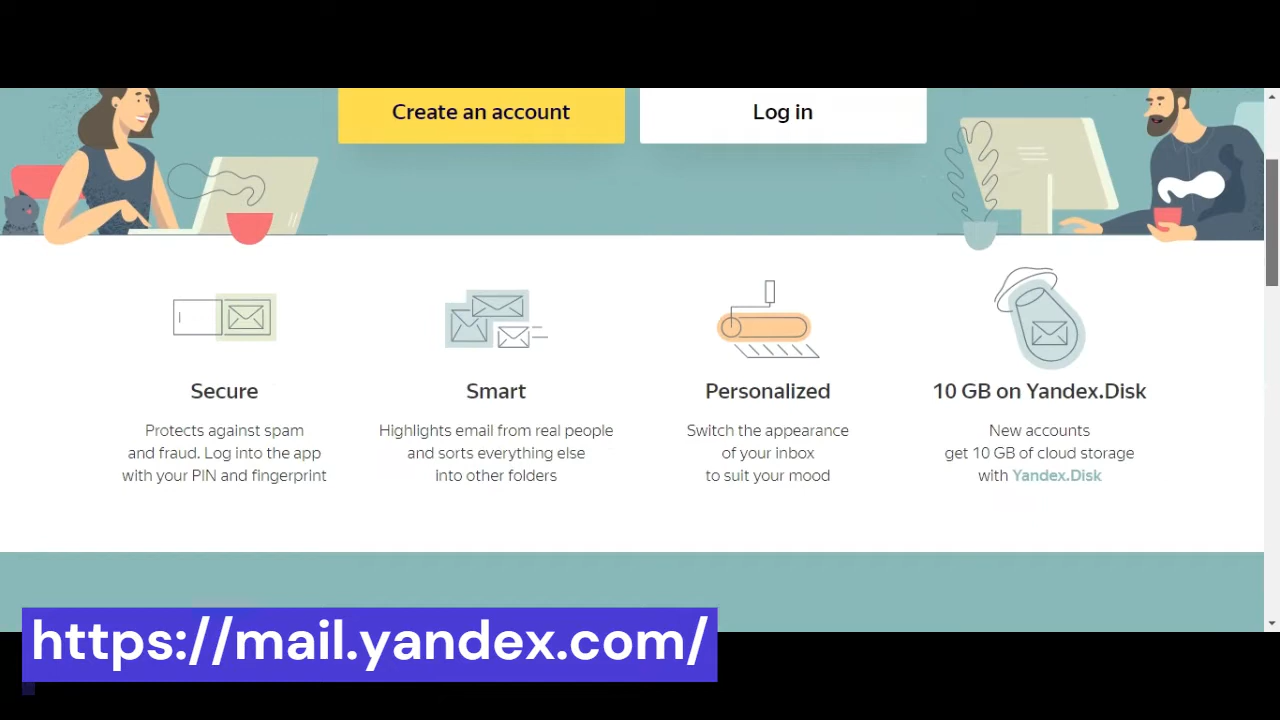 Create an account
Log in
Secure
Protects against spam
and fraud. Log into the app
with your PIN and fingerprint
Smart
Highlights email from real people
and sorts everything else
into other folders
Personalized
Switch the appearance
of your inbox
to suit your mood
10 GB on Yandex.Disk
New accounts
get 10 GB of cloud storage
with Yandex.Disk
https://mail.yandex.com/